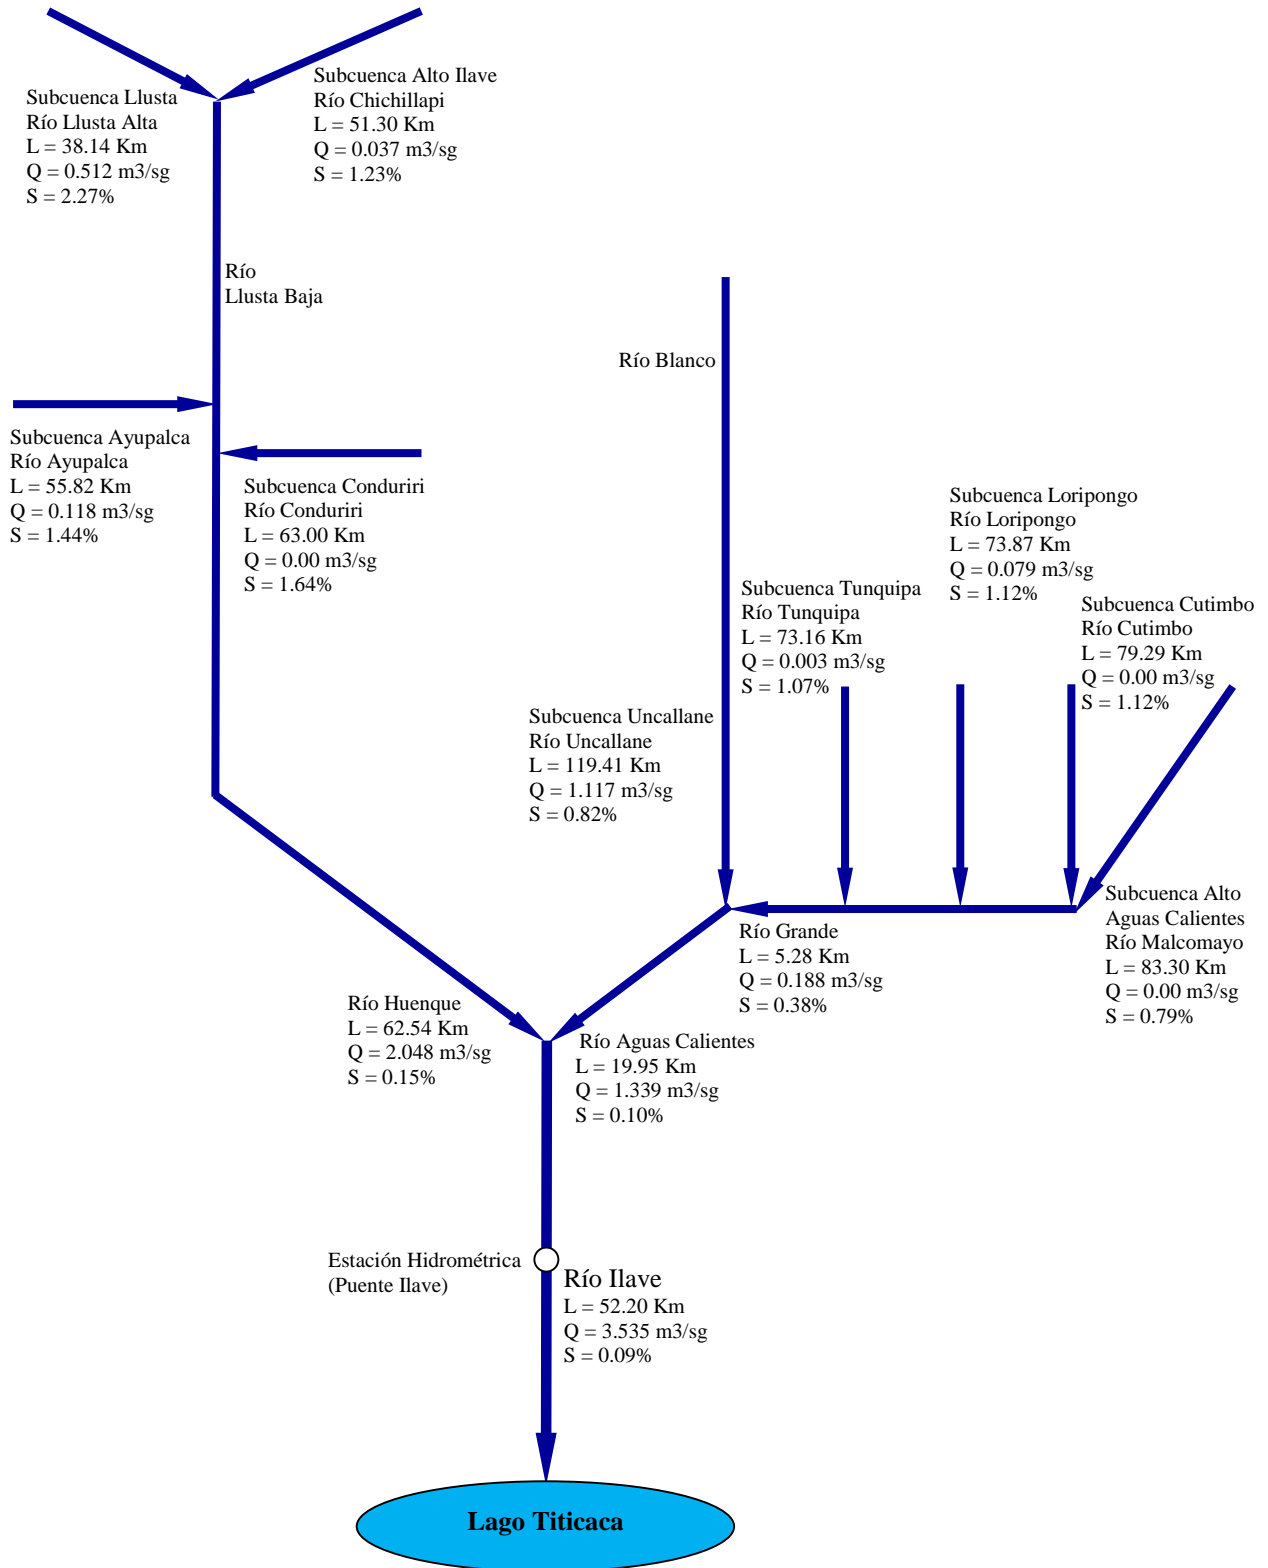 Subcuenca Llusta
Río Llusta Alta
L = 38.14 Km
Q = 0.512 m3/sg
S = 2.27%
Subcuenca Alto Ilave
Río Chichillapi
L = 51.30 Km
Q = 0.037 m3/sg
S = 1.23%
Río
Llusta Baja
Río Blanco
Subcuenca Ayupalca
Río Ayupalca
L = 55.82 Km
Q = 0.118 m3/sg
S = 1.44%
Subcuenca Conduriri
Río Conduriri
L = 63.00 Km
Q = 0.00 m3/sg
S = 1.64%
Subcuenca Loripongo
Río Loripongo
L = 73.87 Km
Q = 0.079 m3/sg
S = 1.12%
Subcuenca Tunquipa
Río Tunquipa
L = 73.16 Km
Q = 0.003 m3/sg
S = 1.07%
Subcuenca Cutimbo
Río Cutimbo
L = 79.29 Km
Q = 0.00 m3/sg
S = 1.12%
Subcuenca Uncallane
Río Uncallane
L = 119.41 Km
Q = 1.117 m3/sg
S = 0.82%
Subcuenca Alto
Aguas Calientes
Río Malcomayo
L = 83.30 Km
Q = 0.00 m3/sg
S = 0.79%
Río Grande
L = 5.28 Km
Q = 0.188 m3/sg
S = 0.38%
Río Huenque
L = 62.54 Km
Q = 2.048 m3/sg
S = 0.15%
Río Aguas Calientes
L = 19.95 Km
Q = 1.339 m3/sg
S = 0.10%
Estación Hidrométrica
(Puente Ilave)
Río Ilave
L = 52.20 Km
Q = 3.535 m3/sg
S = 0.09%
Lago Titicaca